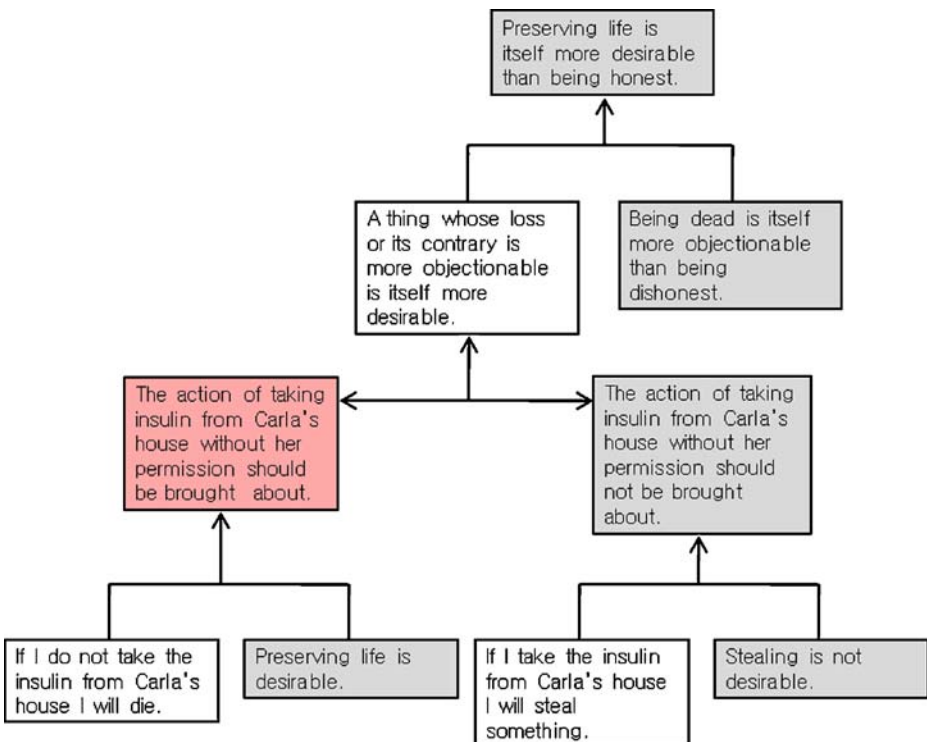 Preserving life is
itself more desirable
than being honest.
A thing whose loss
or its contrary is
more objectionable
is itself more
desirable.
Being dead is itself
more objectionable
than being
dishonest.
The action of taking
insulin from Carla's
house without her
permission should
be brought about.
The action of taking
insulin from Carla's
house without her
permission should
not be brought
about.
If I do not take the
insulin from Carla's
house I will die.
Preserving life is
desirable.
If I take the insulin
from Carla's house
I will steal
something.
Stealing is not
desirable.